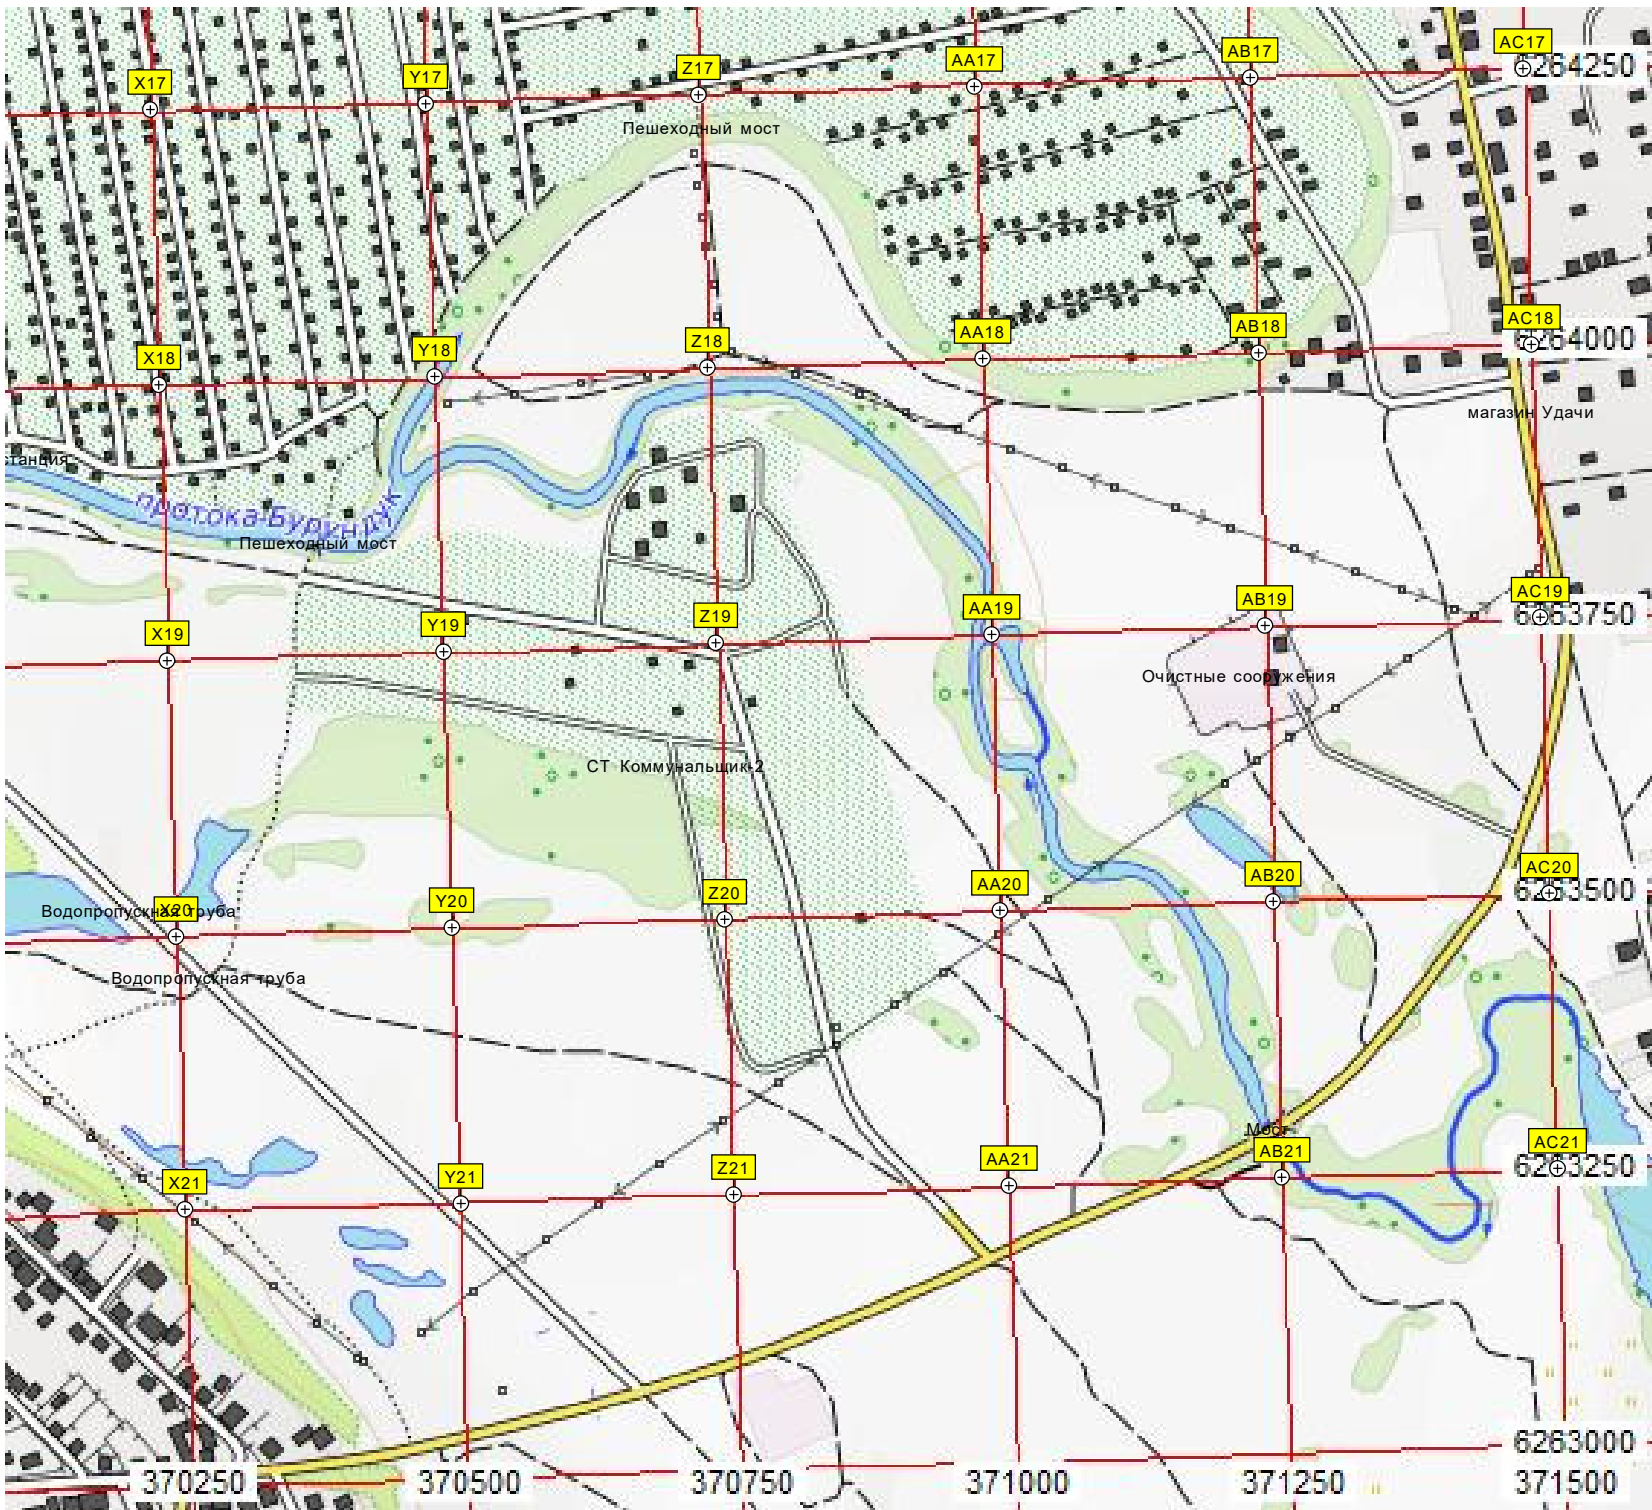 AC17
AB17
AA17
Z17
Y17
X17
6264250
Пешеходный мост
AC18
AB18
AA18
Z18
Y18
X18
6264000
магазин Удачи
станция
протока Бурундук
Пешеходный мост
AC19
AB19
AA19
Z19
Y19
X19
6263750
Очистные сооружения
СТ Коммунальщик-2
AC20
AB20
AA20
Z20
Y20
X20
6263500
Водопропускная труба
Водопропускная труба
Мост
AC21
AB21
AA21
Z21
Y21
X21
6263250
6263000
370250 370500 370750 371000 371250 371500